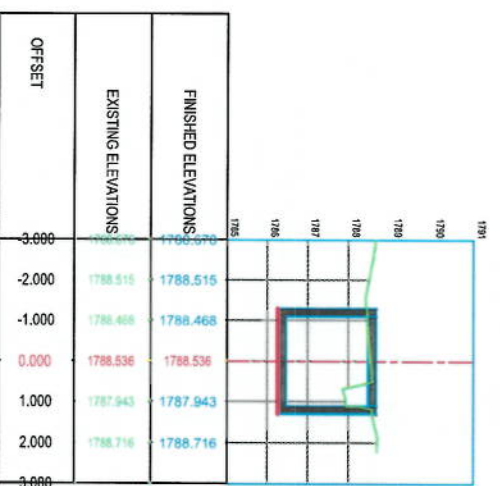 1785 1786 1787 1788 1789 1790 1791
FINISHED ELEVATIONS 1788.515 1788.468 1788.536 1787.943 1788.716
EXISTING ELEVATIONS 1788.515 1788.468 1788.536 1787.943 1788.716
OFFSET -3.000 -2.000 -1.000 0.000 1.000 2.000 3.000